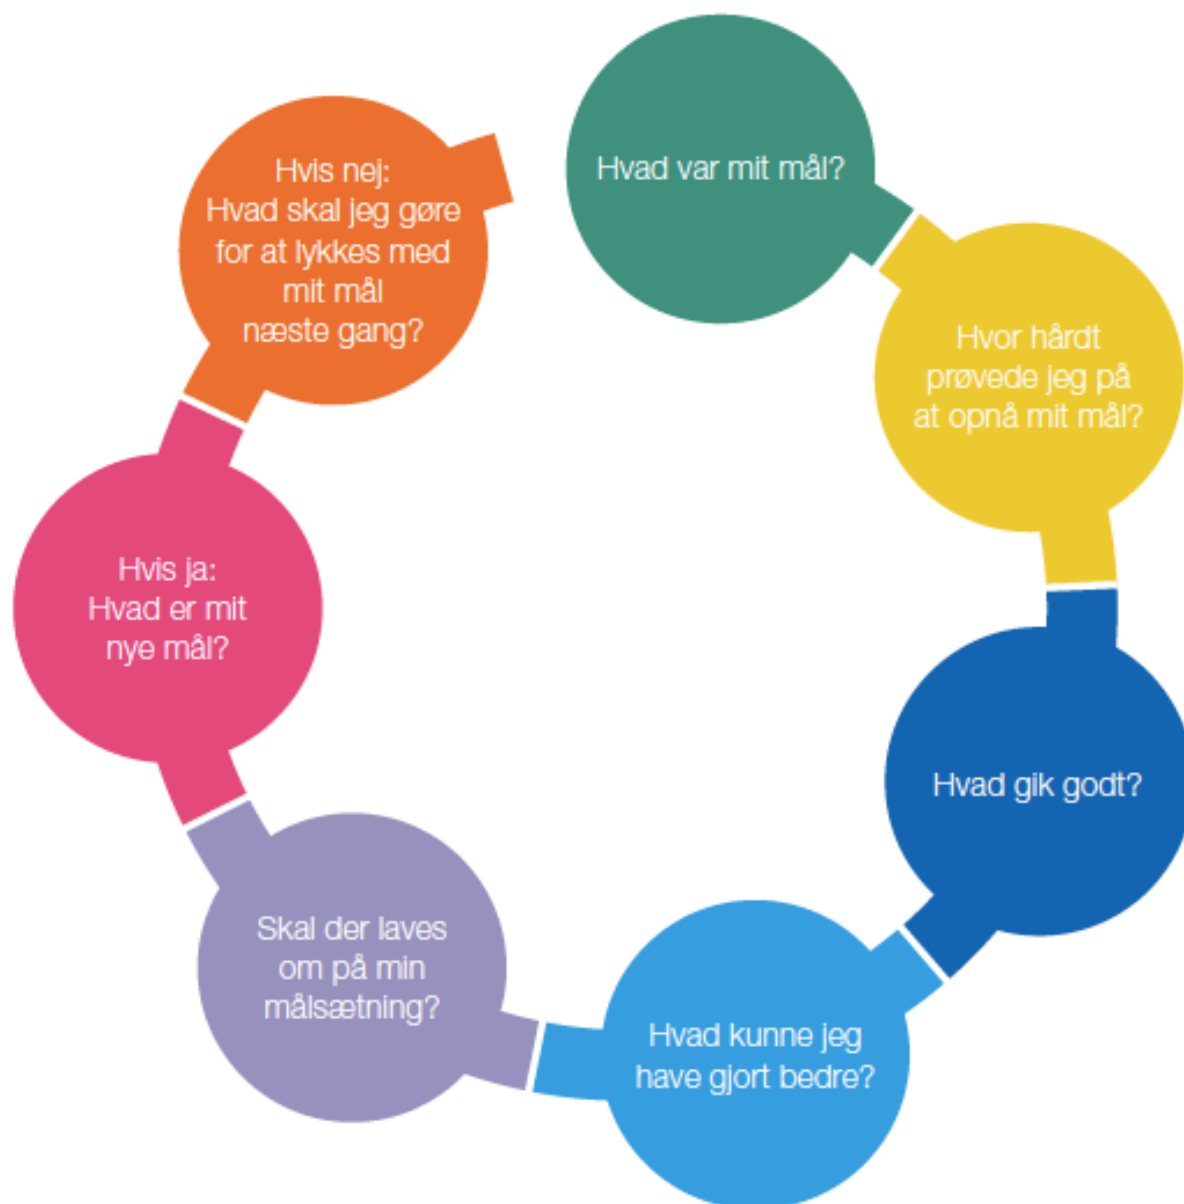 Hvad var mit mål?
Hvor hårdt
prøvede jeg på
at opnå mit mål?
Hvad gik godt?
Hvad kunne jeg
have gjort bedre?
Skal der laves
om på min
målsætning?
Hvis ja:
Hvad er mit
nye mål?
Hvis nej:
Hvad skal jeg gøre
for at lykkes med
mit mål
næste gang?